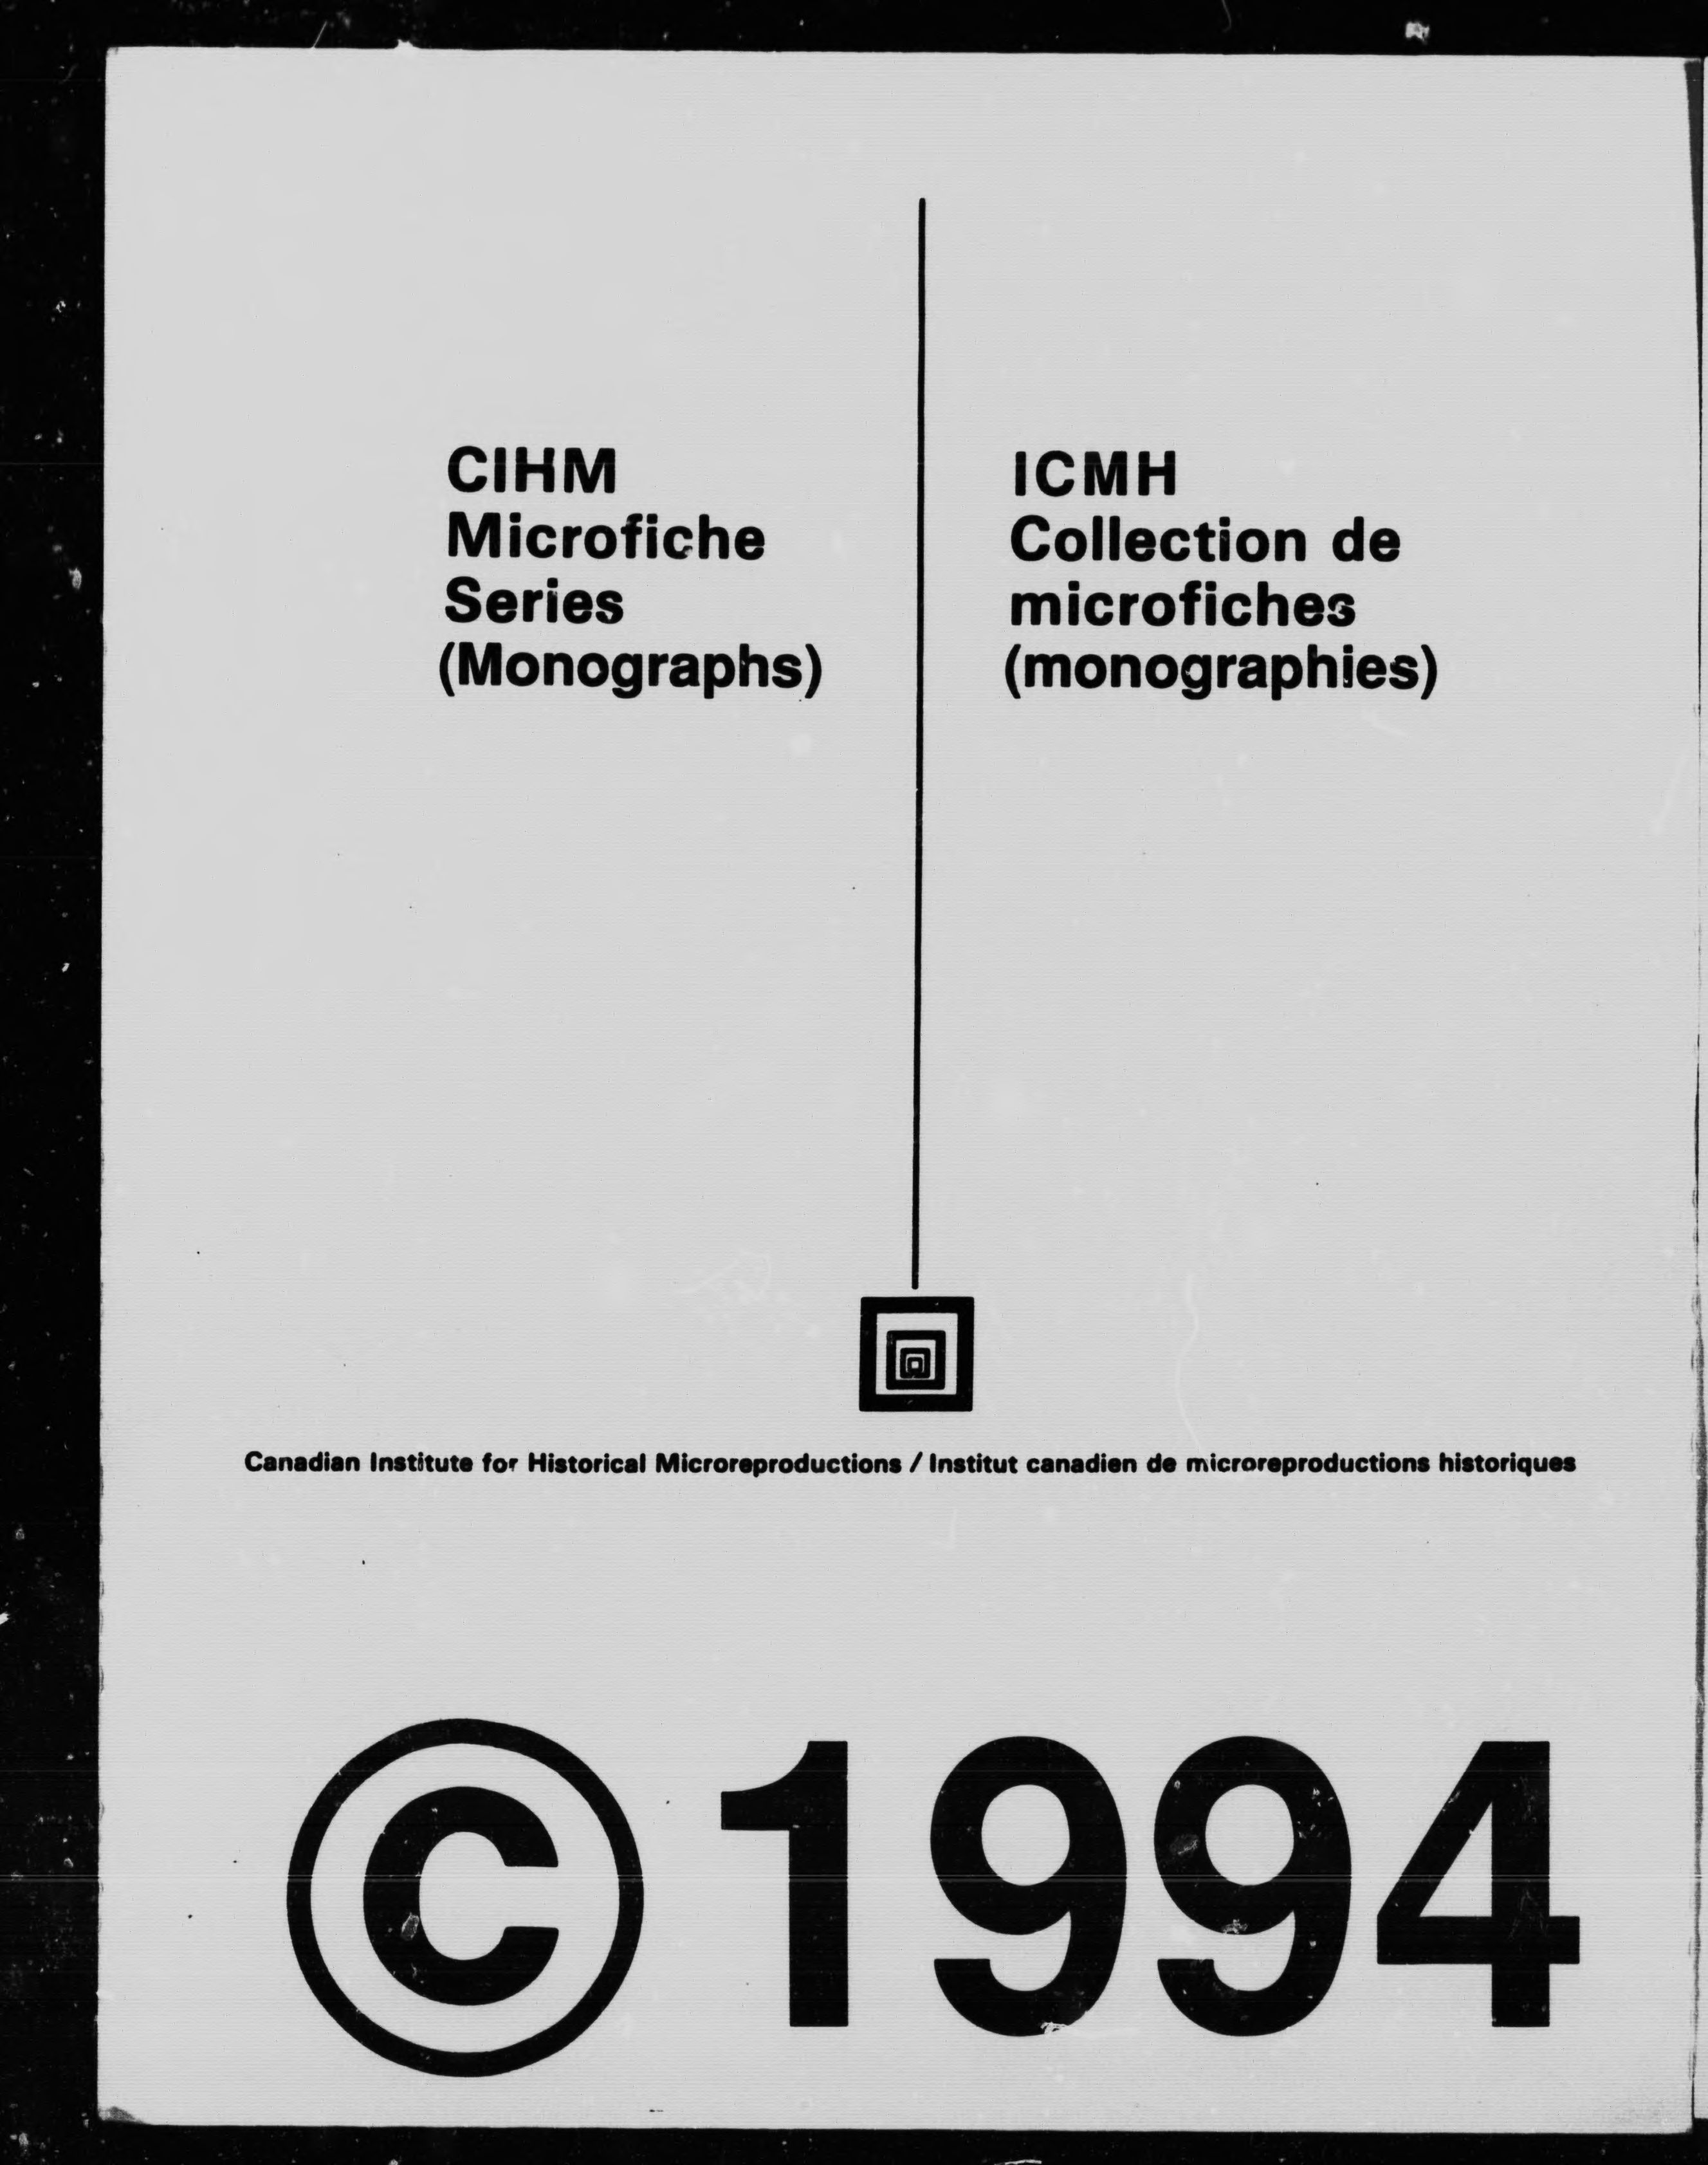 CIHM
Microfiche
Series
(Monographs)
ICMH
Collection de
microfiches
(monographies)
Canadian Institute for Historical Microreproductions / Institut canadien de microreproductions historiques
© 1994